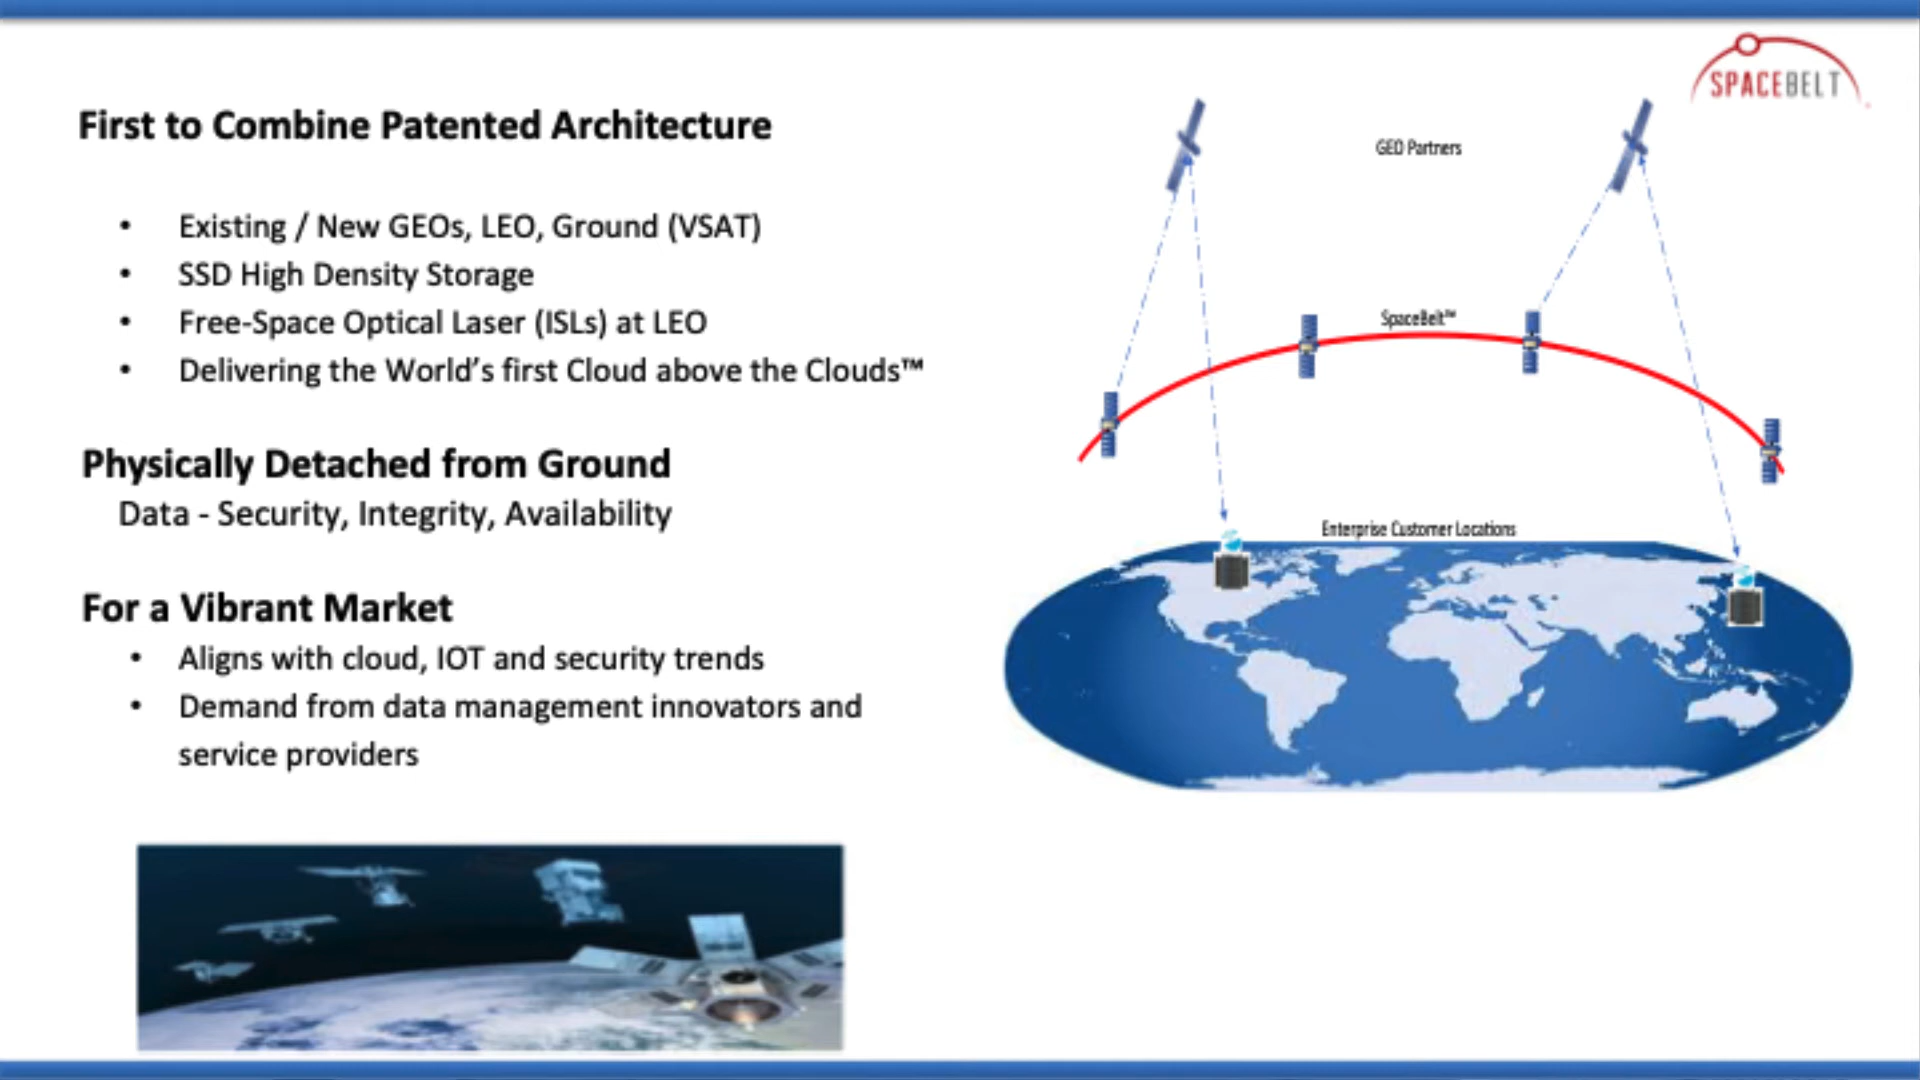 SPACEBELT
First to Combine Patented Architecture
• Existing / New GEOs, LEO, Ground (VSAT)
• SSD High Density Storage
• Free-Space Optical Laser (ISLs) at LEO
• Delivering the World’s first Cloud above the Clouds™
Physically Detached from Ground
Data - Security, Integrity, Availability
For a Vibrant Market
• Aligns with cloud, IOT and security trends
• Demand from data management innovators and
service providers
GEO Partners
SpaceBelt™
Enterprise Customer Locations